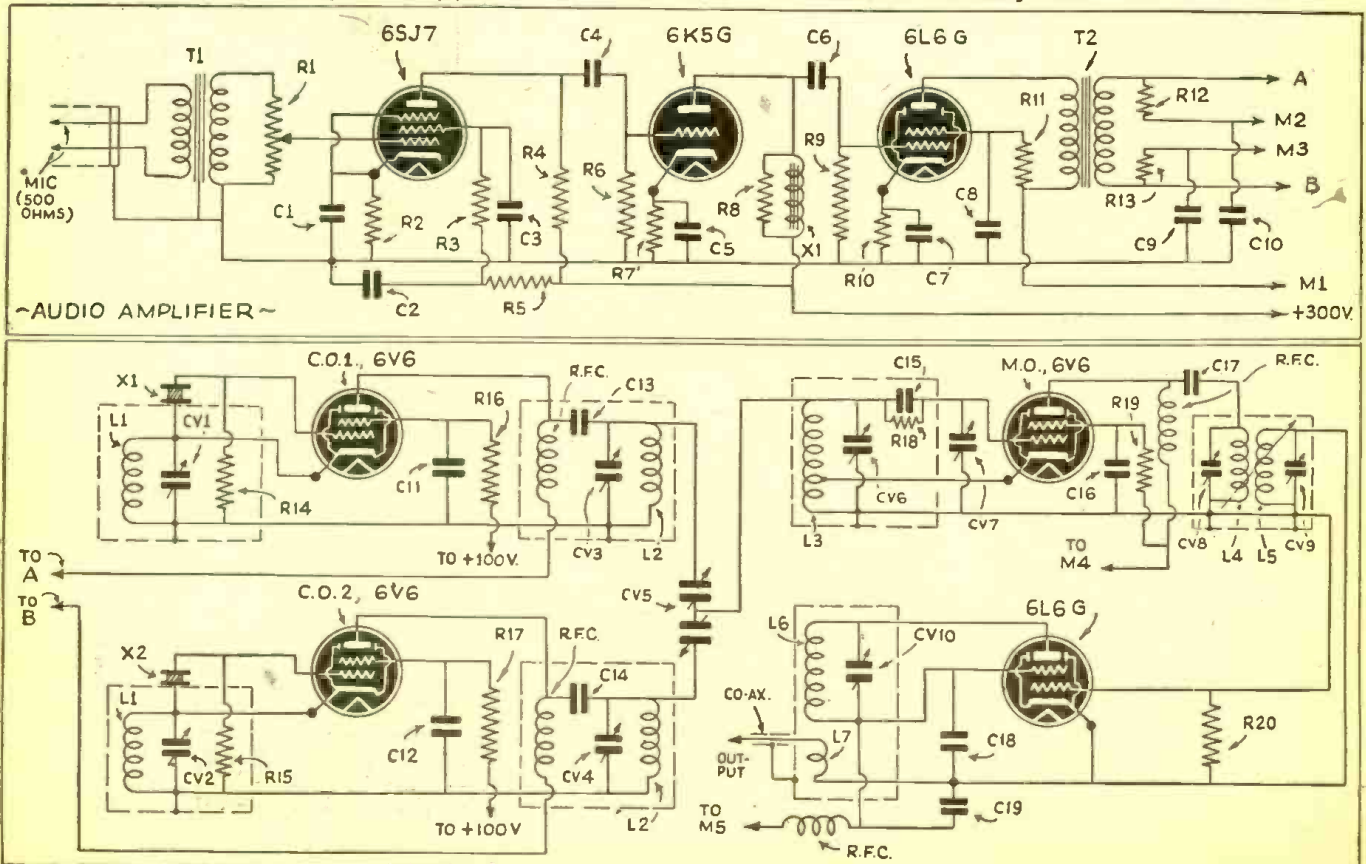 6SJ7
C4
6K5G
C6
6L6G
T2
T1
R1
R11
A
R12
M2
M3
B
R13
MIC
(500
OHMS)
R4
R6
R9
C8
R8
C1
R2
R3
C3
C5
X1
C9
C10
R7
R10
C7
C2
R5
M1
+300V.
~AUDIO AMPLIFIER~
C.O.1., 6V6
R.F.C.
C13
C15
M.O., 6V6
C17
R.F.C.
X1
R16
R19
L1
CV1
R18
C11
C16
R14
CV6
CV7
CV3
L2
L3
CV8
L4
L5
CV9
TO +100V.
TO
M4
TO
A
TO
B
C.O.2, 6V6
CV5
6L6G
R17
R.F.C.
L6
CV10
X2
C14
CO-AX.
L1
R20
C12
L7
C18
CV2
R15
CV4
OUT-
PUT
C19
L2
TO
M5
TO +100V
R.F.C.